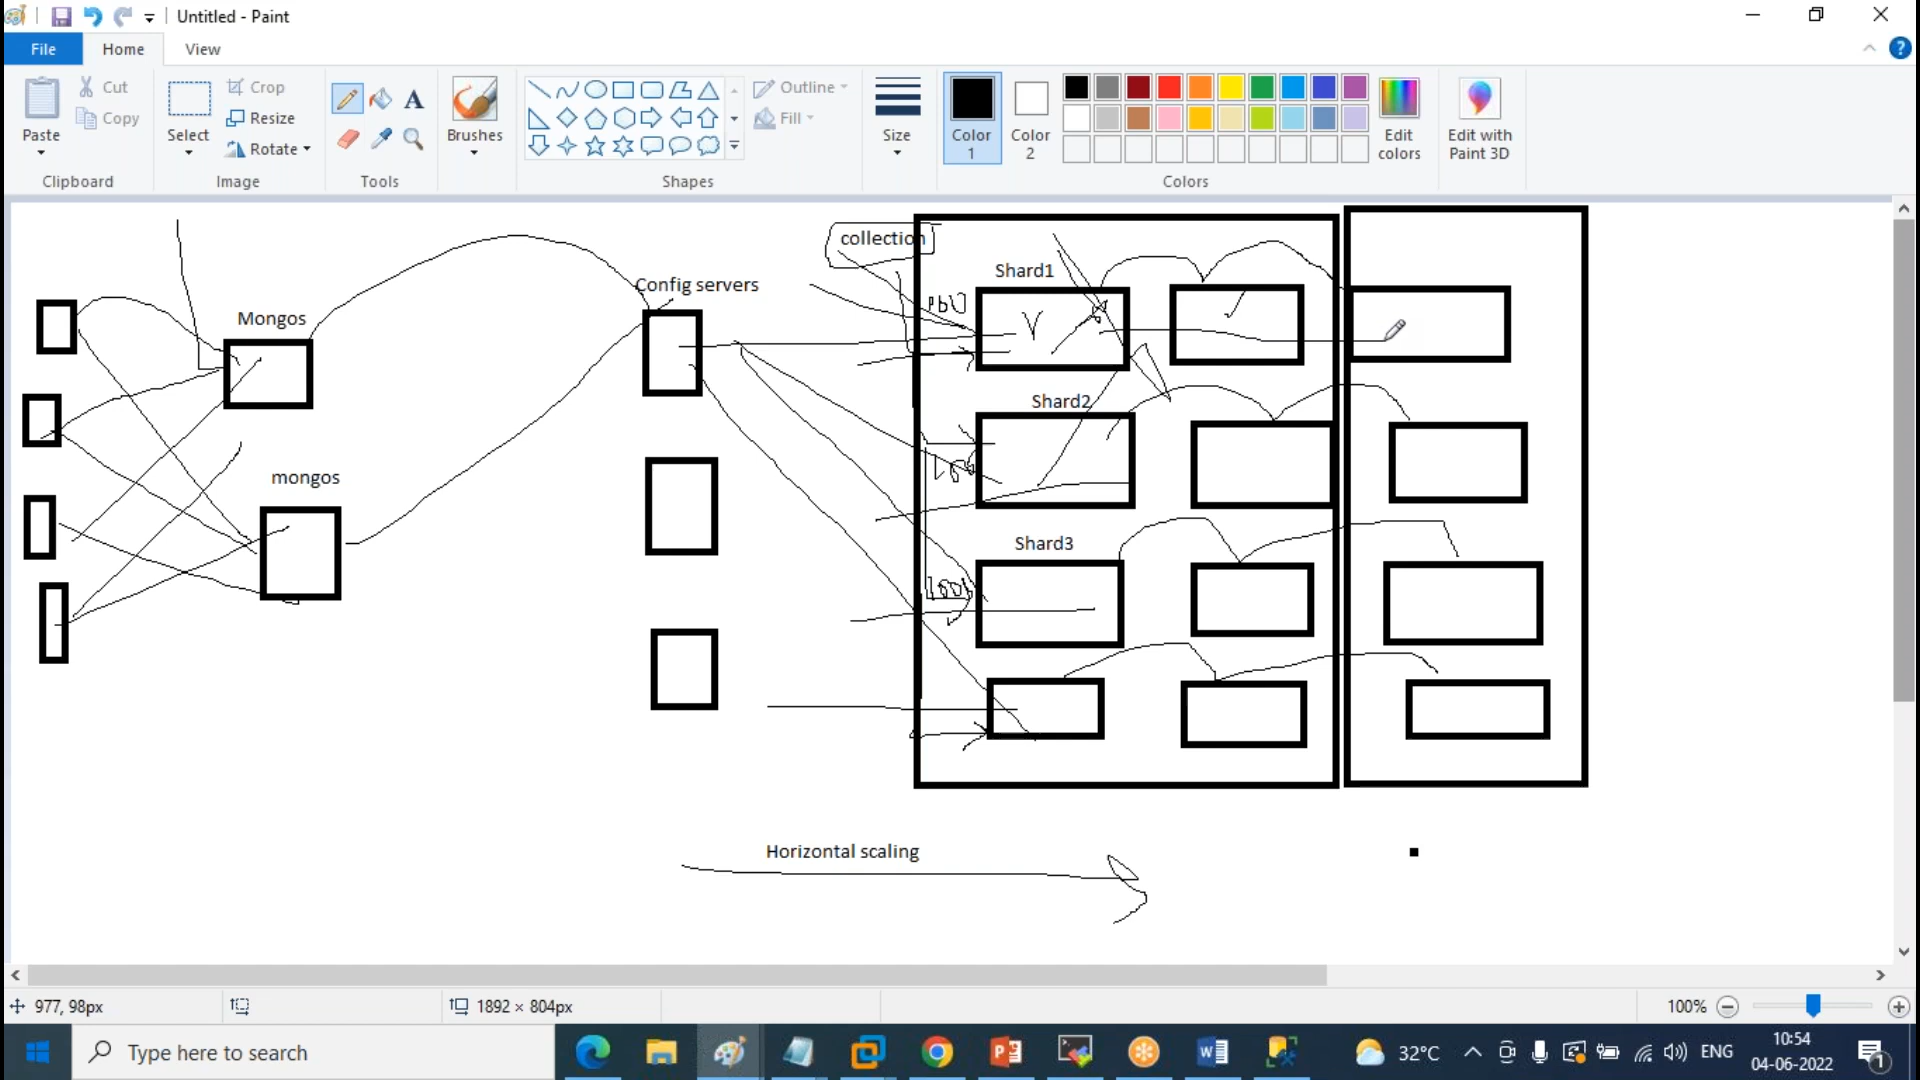 Untitled - Paint
File
Home
View
Paste
Cut
Copy
Clipboard
Select
Crop
Resize
Rotate
Image
Tools
Brushes
Shapes
Outline
Fill
Size
Color 1
Color 2
Edit colors
Edit with Paint 3D
Colors
collection
Config servers
Shard1
Mongos
Shard2
mongos
Shard3
Horizontal scaling
977, 98px
1892 × 804px
100%
Type here to search
32°C
ENG
10:54
04-06-2022
1